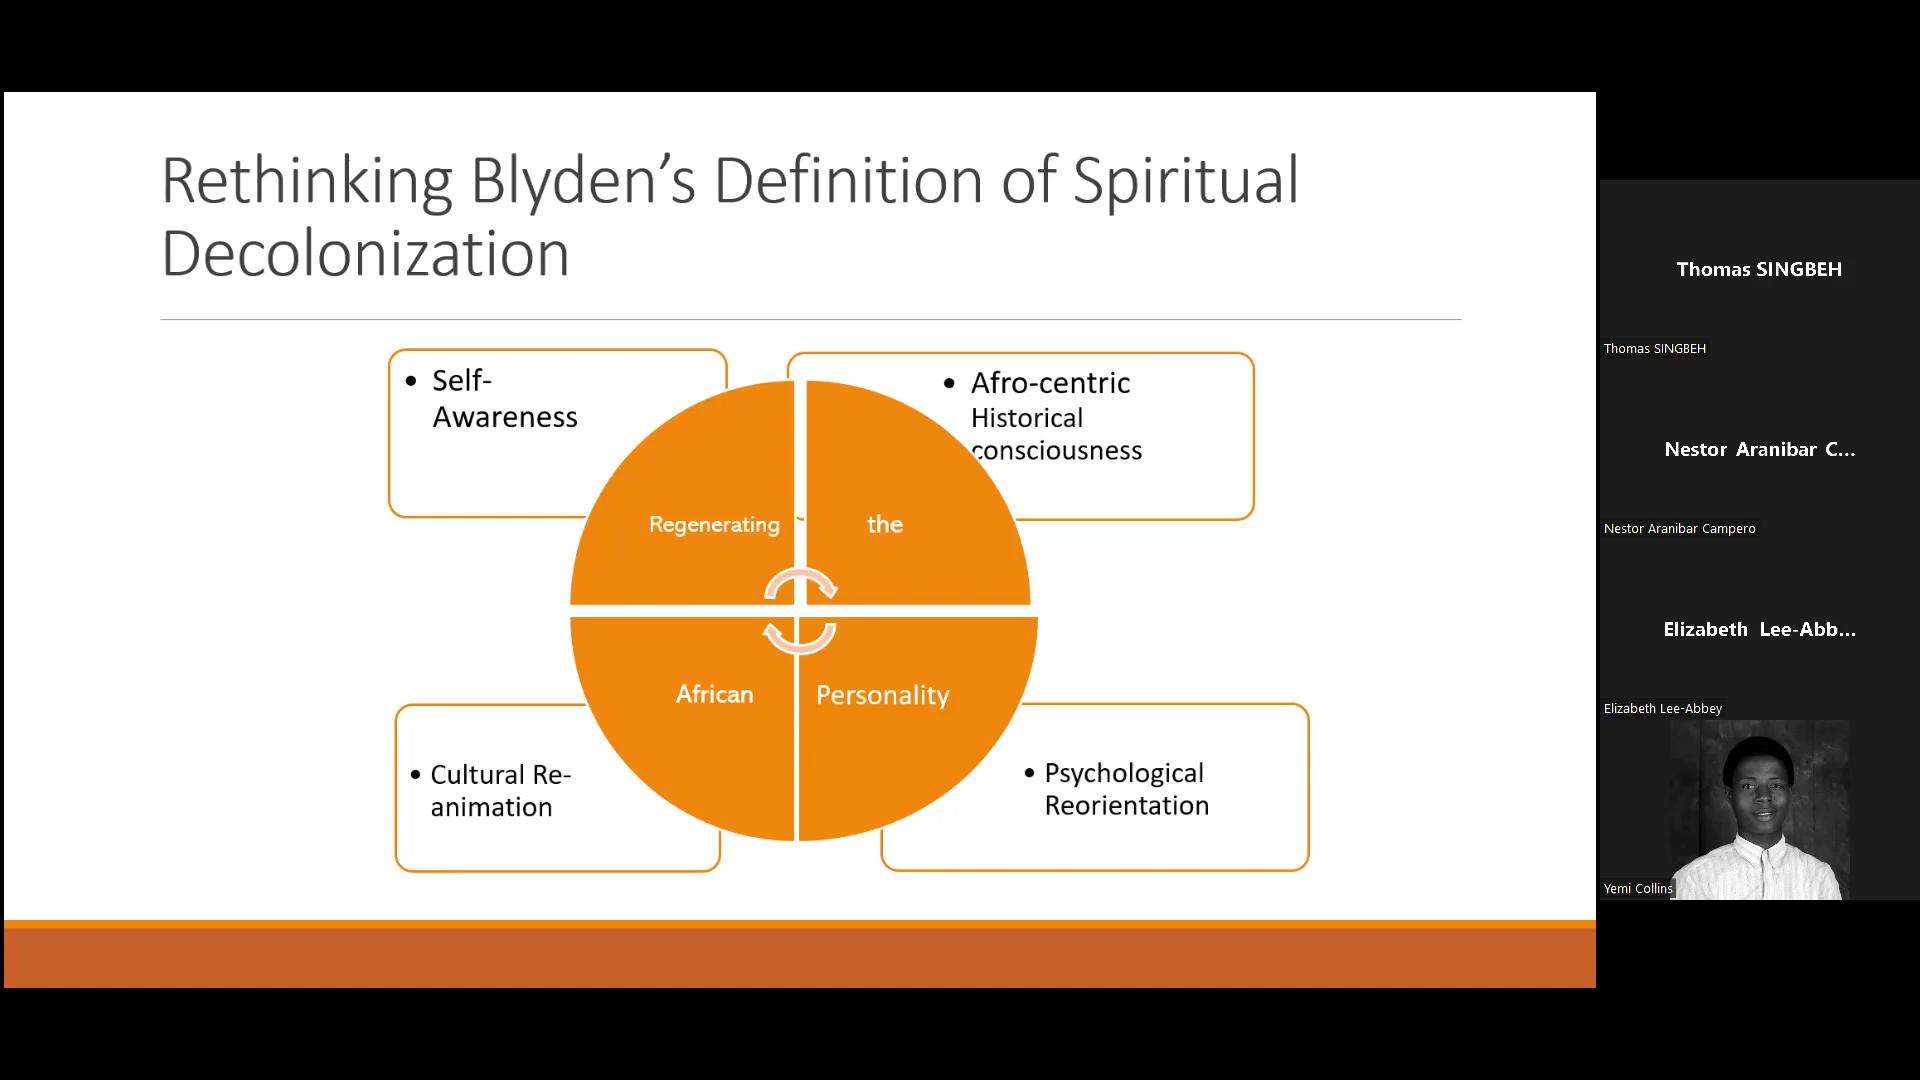 Rethinking Blyden’s Definition of Spiritual
Decolonization
• Self-
Awareness
• Afro-centric
Historical
consciousness
Regenerating
the
African
Personality
• Cultural Re-
animation
• Psychological
Reorientation
Thomas SINGBEH
Thomas SINGBEH
Nestor Aranibar C...
Nestor Aranibar Campero
Elizabeth Lee-Abb...
Elizabeth Lee-Abbey
Yemi Collins